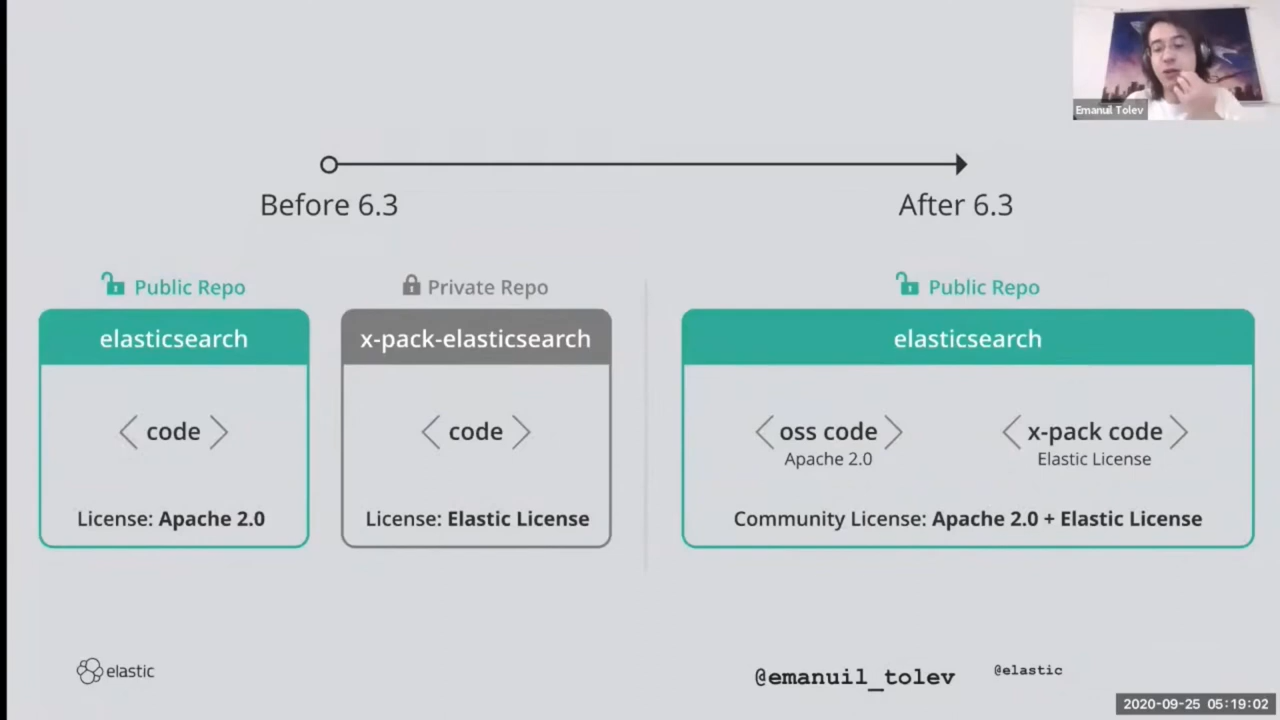 Emanuil Tolev
Before 6.3
After 6.3
Public Repo
elasticsearch
< code >
License: Apache 2.0
Private Repo
x-pack-elasticsearch
< code >
License: Elastic License
Public Repo
elasticsearch
< oss code >
Apache 2.0
< x-pack code >
Elastic License
Community License: Apache 2.0 + Elastic License
elastic
@emanuil_tolev
@elastic
2020-09-25 05:19:02